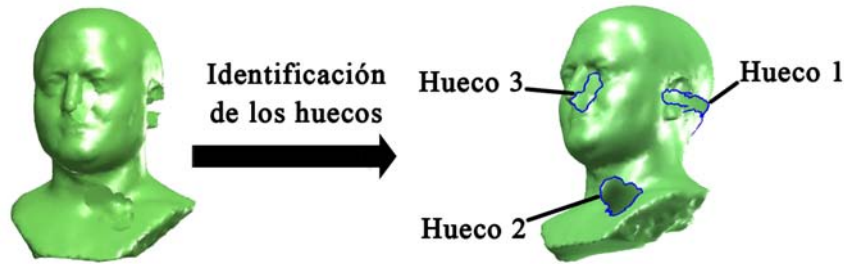 Identificación
de los huecos
Hueco 3
Hueco 1
Hueco 2